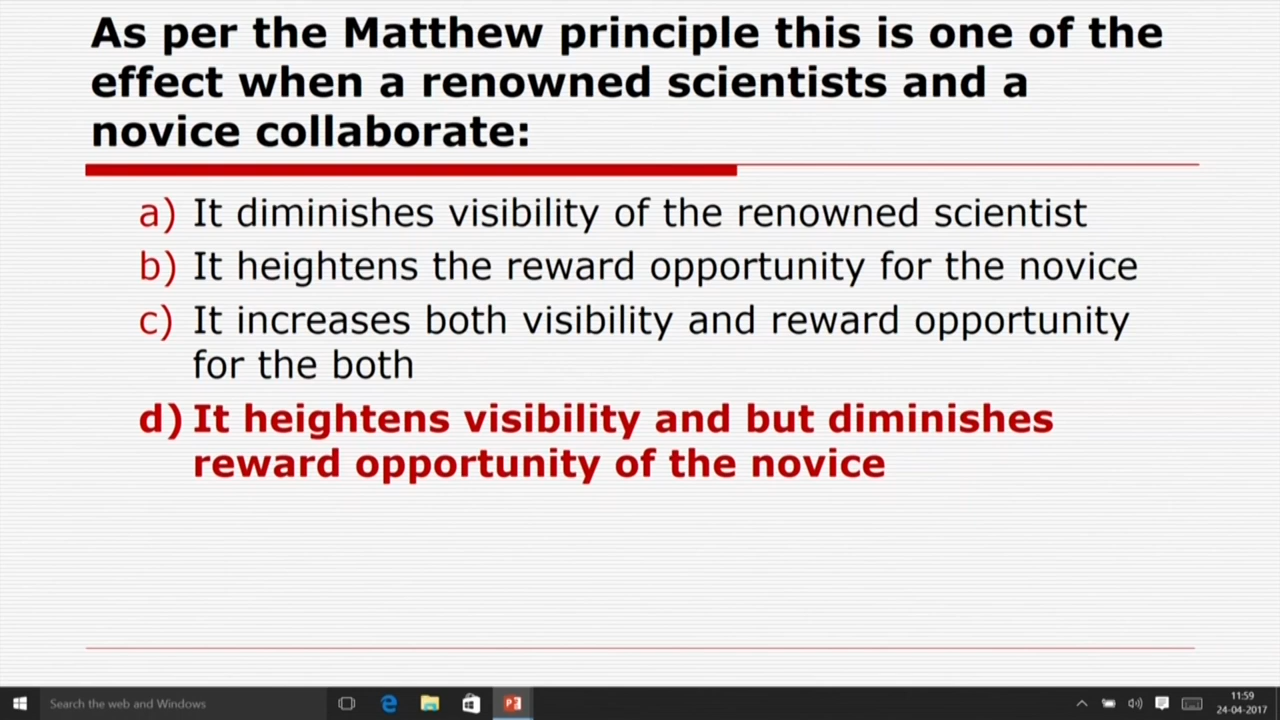 As per the Matthew principle this is one of the
effect when a renowned scientists and a
novice collaborate:
a) It diminishes visibility of the renowned scientist
b) It heightens the reward opportunity for the novice
c) It increases both visibility and reward opportunity
for the both
d) It heightens visibility and but diminishes
reward opportunity of the novice
Search the web and Windows
11:59
24-04-2017